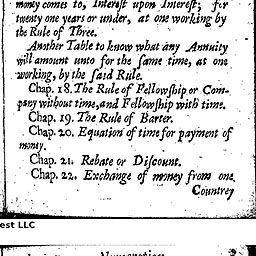 money comes to, Interest upon Interest; for
twenty one years or under, at one working by
the Rule of Three.
Another Table to know what any Annuity
will amount unto for the same time, at one
working, by the said Rule.
Chap. 18. The Rule of Fellowship or Com-
pany without time, and Fellowship with time.
Chap. 19. The Rule of Barter.
Chap. 20. Equation of time for payment of
money.
Chap. 21. Rebate or Discount.
Chap. 22. Exchange of money from one
Countrey
est LLC
Numeration